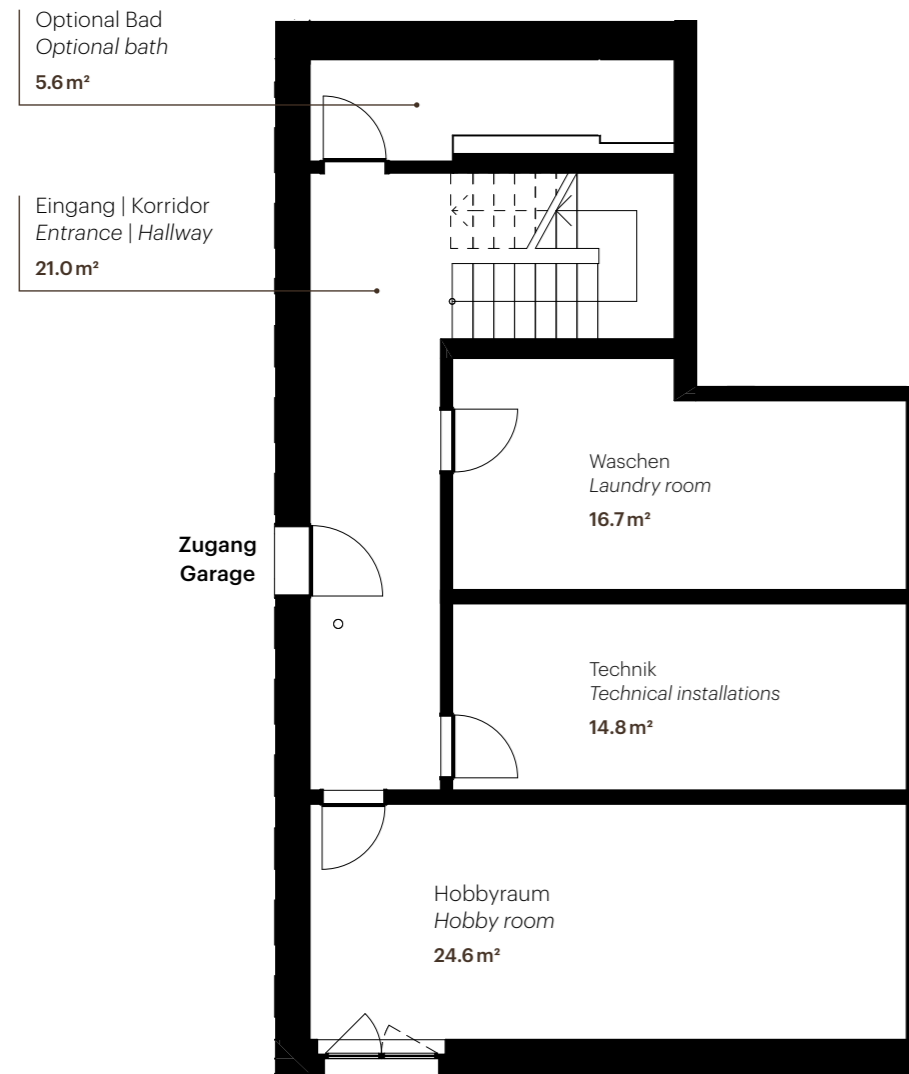 Optional Bad
Optional bath
5.6 m²
Eingang | Korridor
Entrance | Hallway
21.0 m²
Waschen
Laundry room
16.7 m²
Zugang
Garage
Technik
Technical installations
14.8 m²
Hobbyraum
Hobby room
24.6 m²